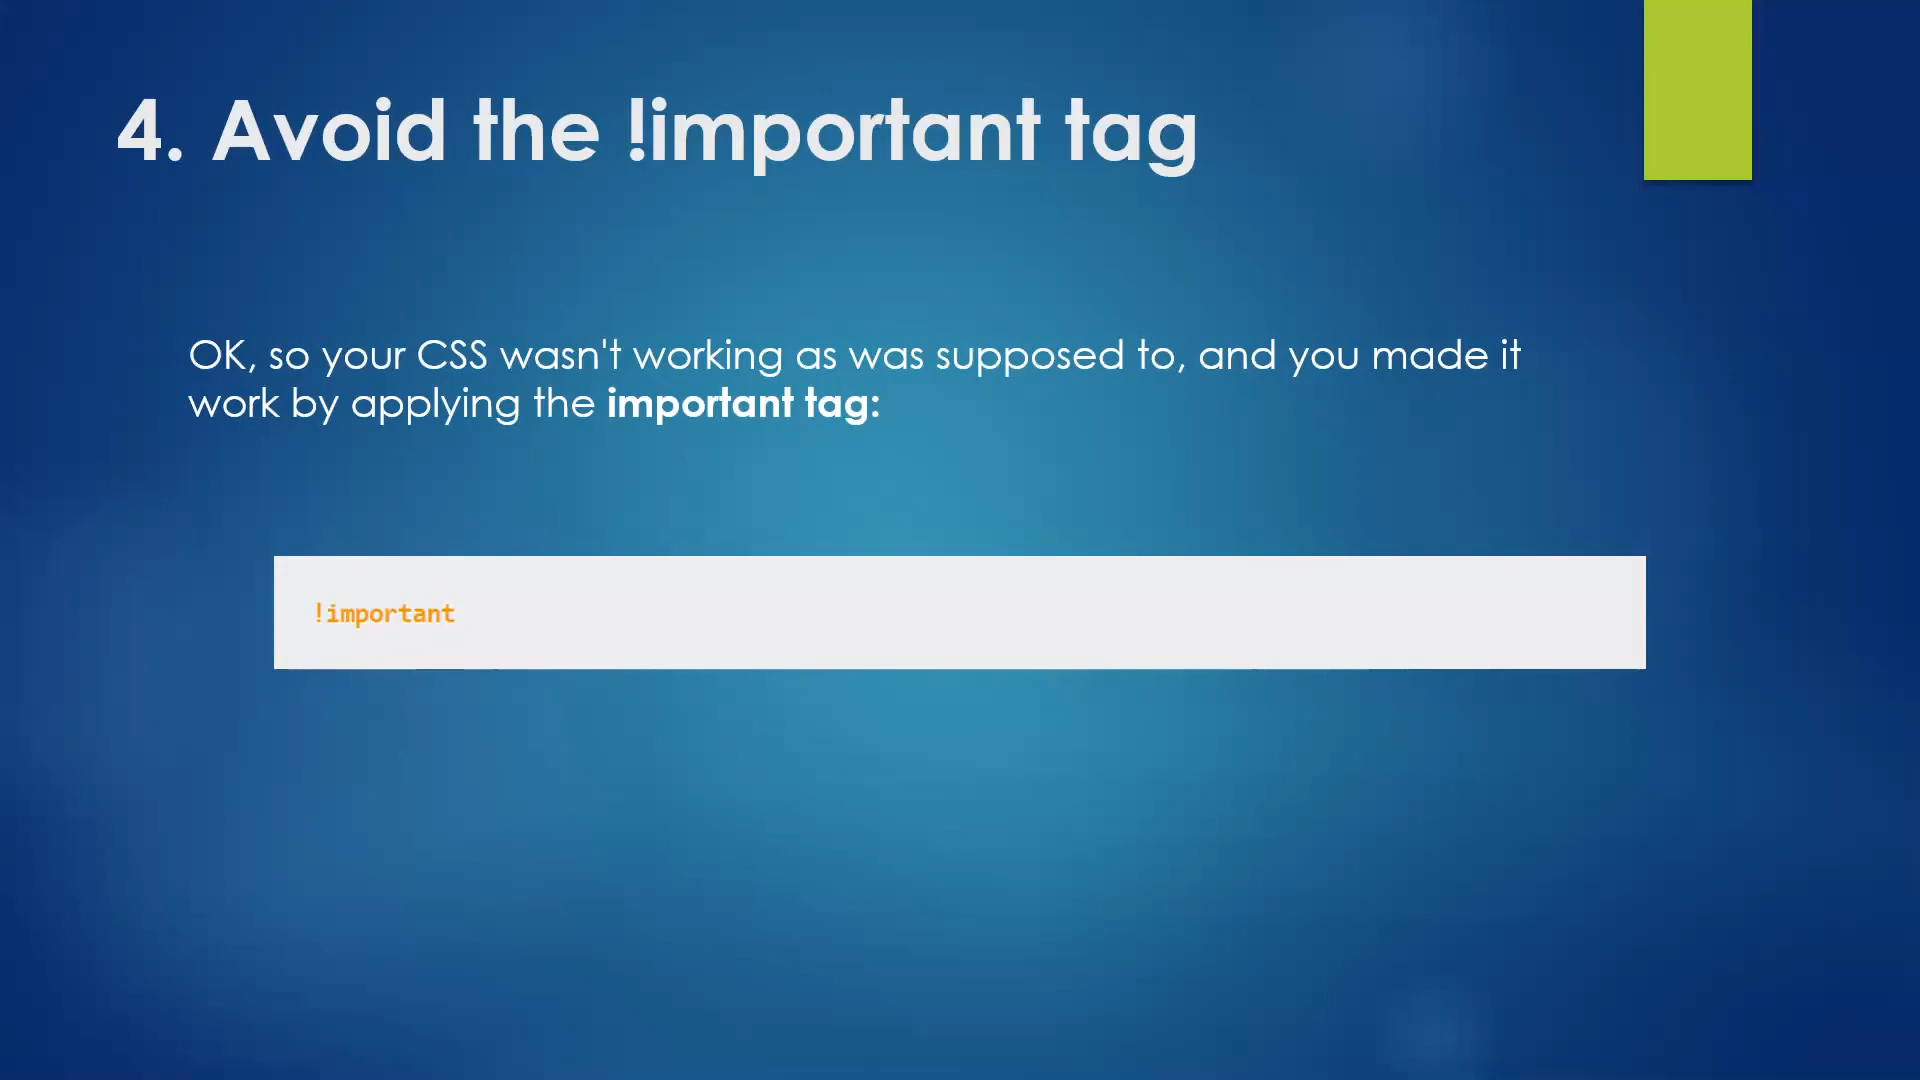 4. Avoid the !important tag
OK, so your CSS wasn't working as was supposed to, and you made it
work by applying the important tag:
!important